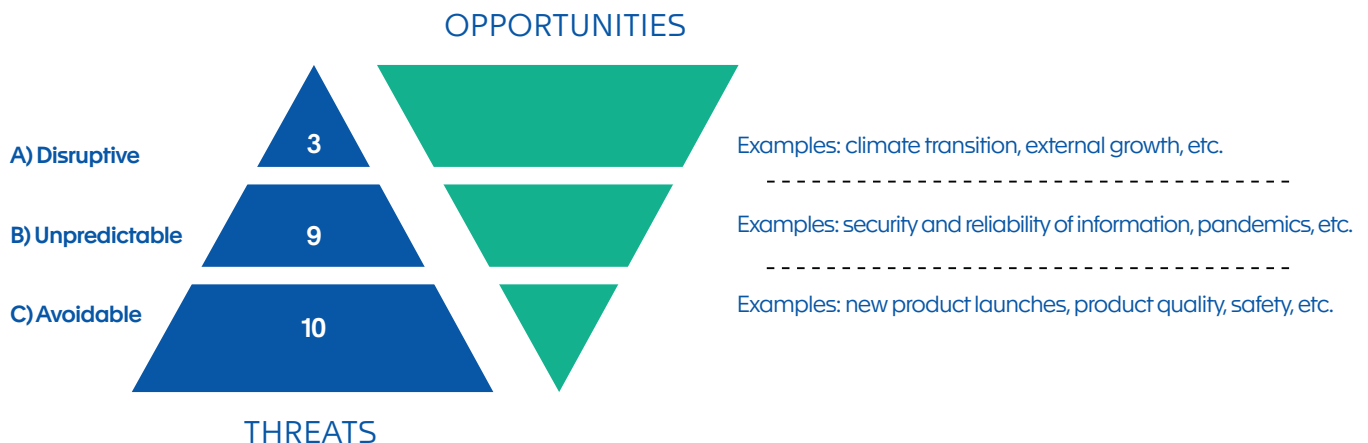 OPPORTUNITIES
A) Disruptive
3
Examples: climate transition, external growth, etc.
B) Unpredictable
9
Examples: security and reliability of information, pandemics, etc.
C) Avoidable
10
Examples: new product launches, product quality, safety, etc.
THREATS